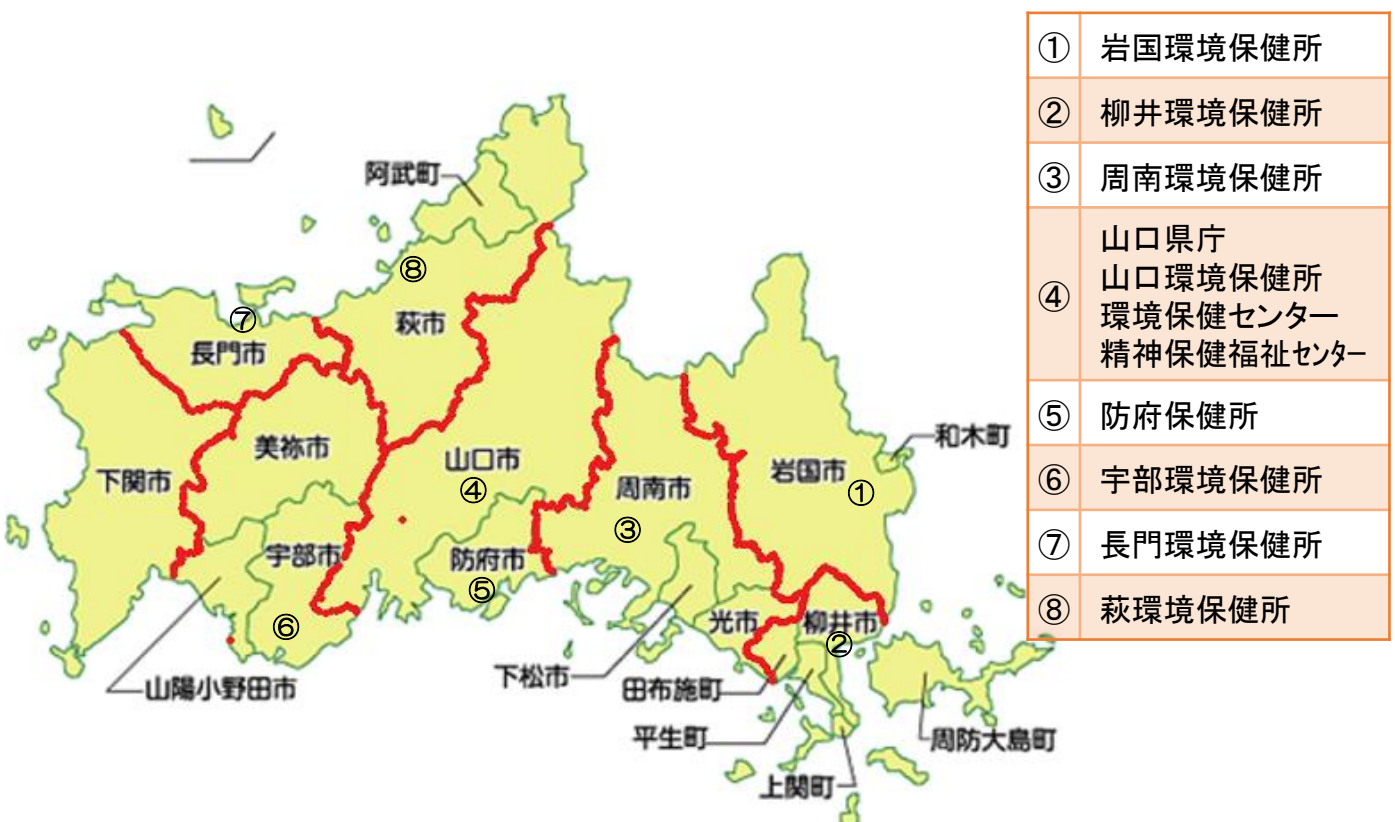 阿武町
⑧
萩市
⑦
長門市
美祢市
下関市
山口市
④
和木町
岩国市
①
周南市
③
宇部市
防府市
⑤
⑥
光市
柳井市
②
山陽小野田市
下松市
田布施町
平生町
周防大島町
上関町
① 岩国環境保健所
② 柳井環境保健所
③ 周南環境保健所
④ 山口県庁
山口環境保健所
環境保健センター
精神保健福祉センター
⑤ 防府保健所
⑥ 宇部環境保健所
⑦ 長門環境保健所
⑧ 萩環境保健所